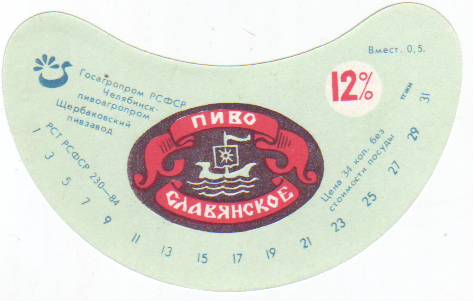 Госагропром РСФСР
Челябинск-
пивоагропром
Щербаковский
пивзавод
РСТ РСФСР 230—84
Вмест. 0,5.
12%
ПИВО
СЛАВЯНСКОЕ
Цена 34 коп. без
стоимости посуды
1 3 5 7 9 11 13 15 17 19 21 23 25 27 29 31